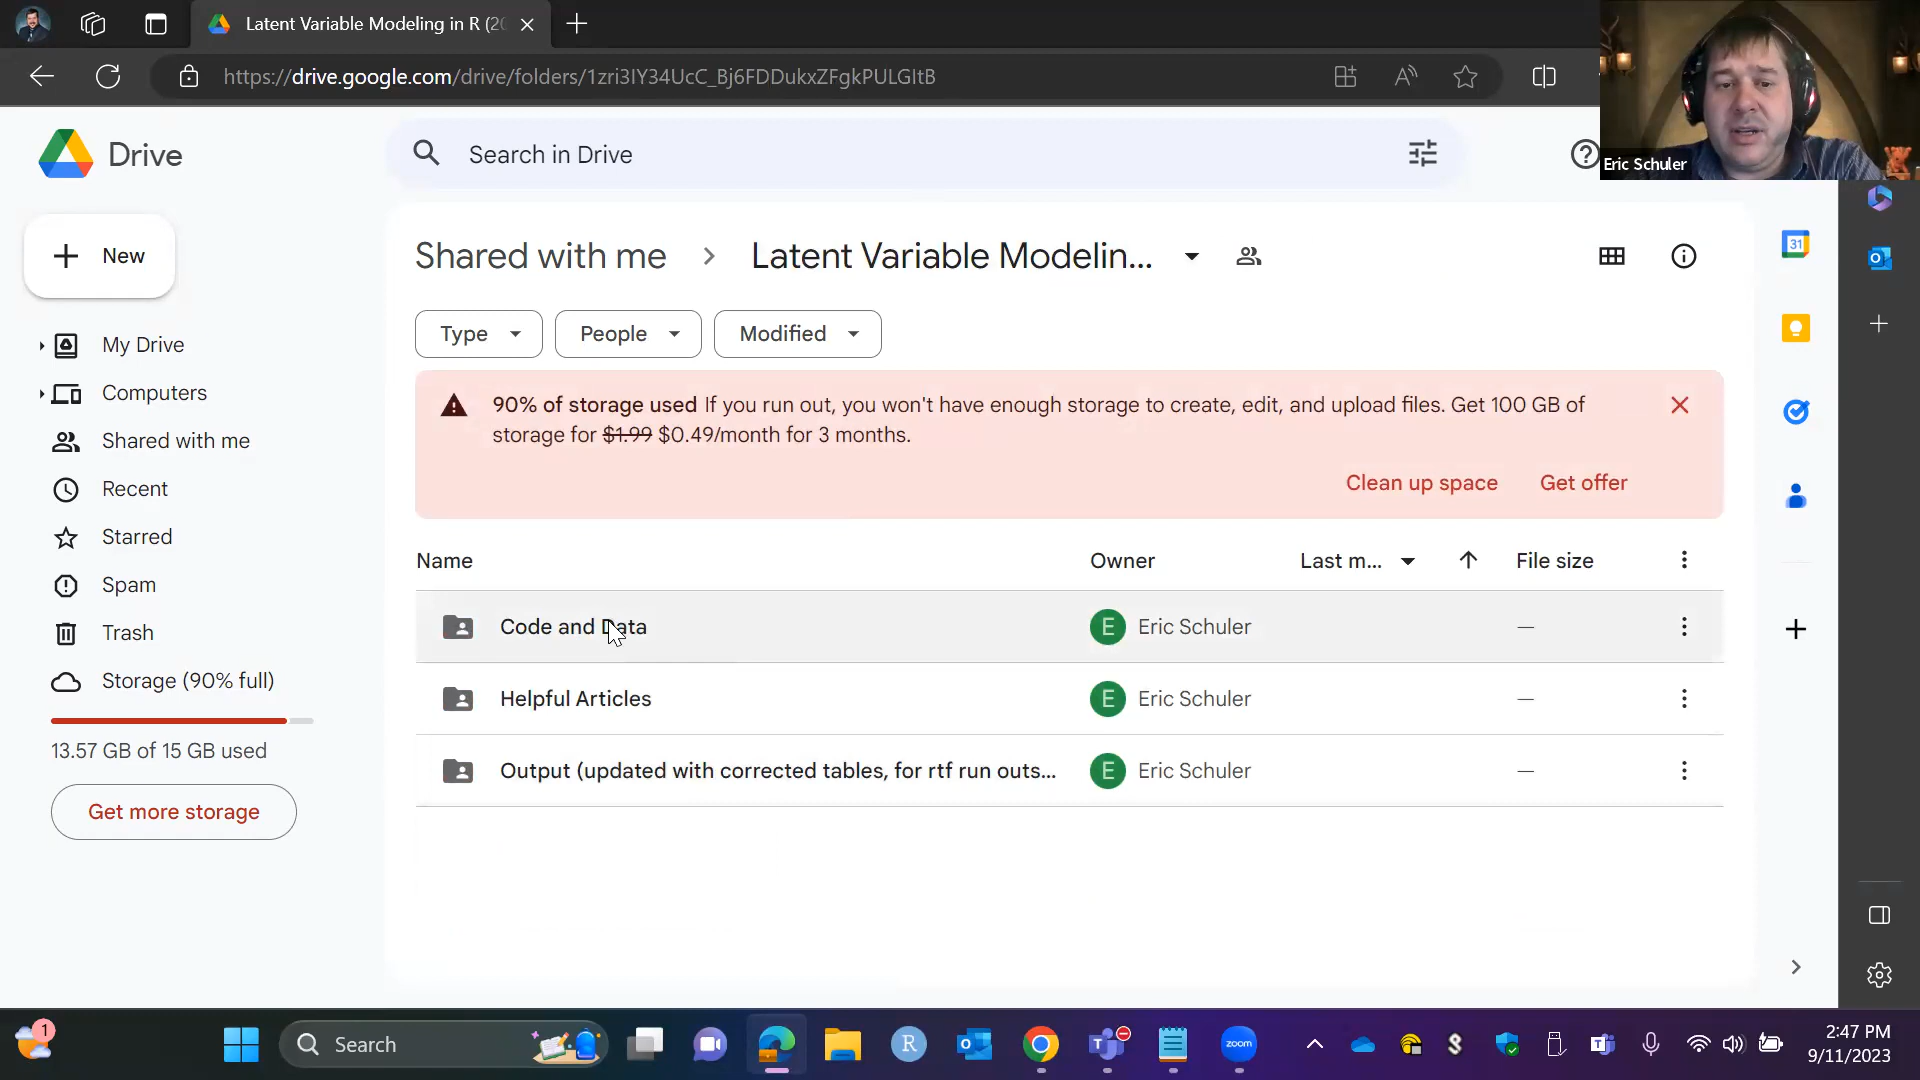 Latent Variable Modeling in R (20
https://drive.google.com/drive/folders/1zri3IY34UcC_Bj6FDDukxZFgkPULGItB
Eric Schuler
Drive
Search in Drive
New
Shared with me
Latent Variable Modelin...
Type
People
Modified
My Drive
Computers
Shared with me
Recent
Starred
Spam
Trash
Storage (90% full)
13.57 GB of 15 GB used
Get more storage
90% of storage used If you run out, you won't have enough storage to create, edit, and upload files. Get 100 GB of
storage for $1.99 $0.49/month for 3 months.
Clean up space
Get offer
Name
Owner
Last m...
File size
Code and Data
E
Eric Schuler
—
Helpful Articles
E
Eric Schuler
—
Output (updated with corrected tables, for rtf run outs...
E
Eric Schuler
—
31
1
Search
R
zoom
2:47 PM
9/11/2023